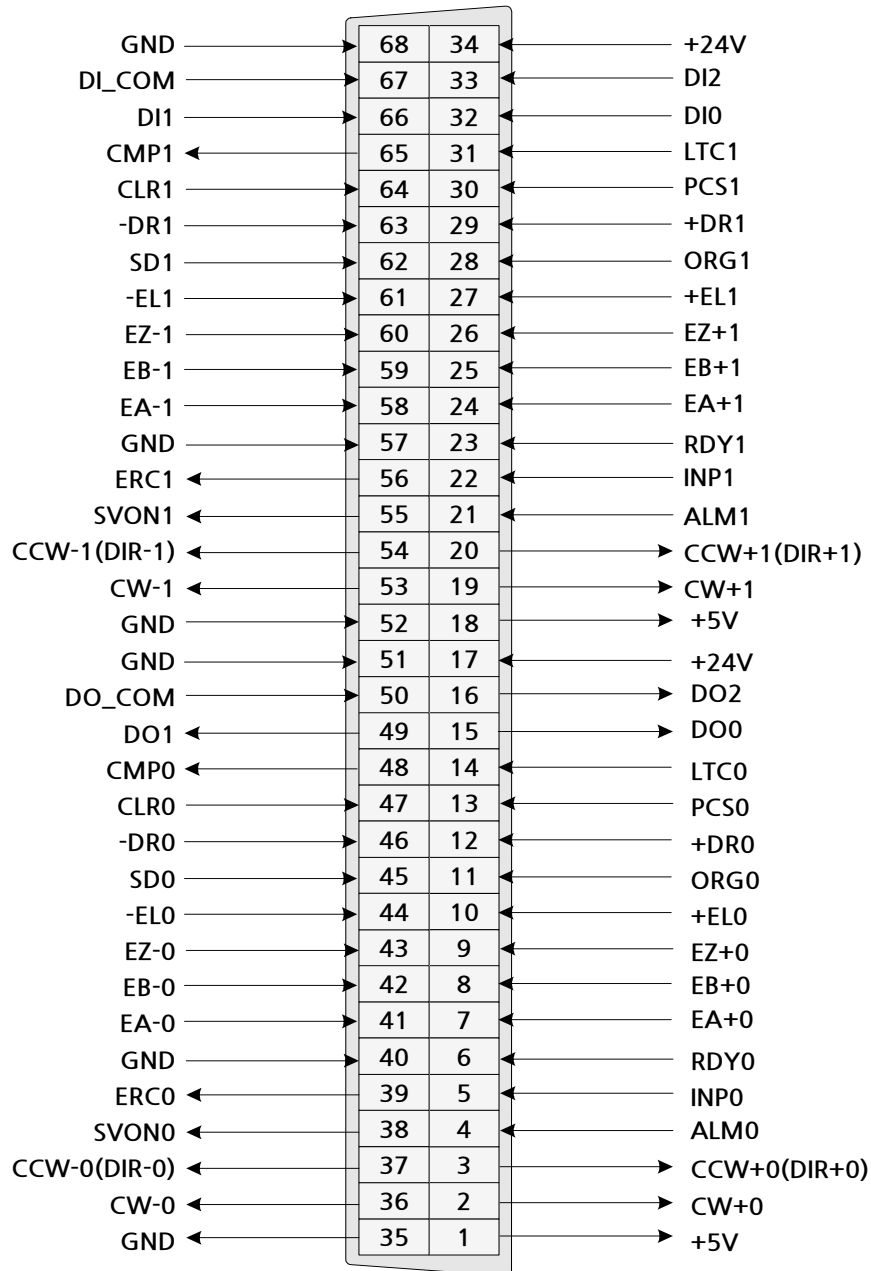 GND 68 34 +24V
DI_COM 67 33 DI2
DI1 66 32 DI0
CMP1 65 31 LTC1
CLR1 64 30 PCS1
-DR1 63 29 +DR1
SD1 62 28 ORG1
-EL1 61 27 +EL1
EZ-1 60 26 EZ+1
EB-1 59 25 EB+1
EA-1 58 24 EA+1
GND 57 23 RDY1
ERC1 56 22 INP1
SVON1 55 21 ALM1
CCW-1(DIR-1) 54 20 CCW+1(DIR+1)
CW-1 53 19 CW+1
GND 52 18 +5V
GND 51 17 +24V
DO_COM 50 16 DO2
DO1 49 15 DO0
CMP0 48 14 LTC0
CLR0 47 13 PCS0
-DR0 46 12 +DR0
SD0 45 11 ORG0
-EL0 44 10 +EL0
EZ-0 43 9 EZ+0
EB-0 42 8 EB+0
EA-0 41 7 EA+0
GND 40 6 RDY0
ERC0 39 5 INP0
SVON0 38 4 ALM0
CCW-0(DIR-0) 37 3 CCW+0(DIR+0)
CW-0 36 2 CW+0
GND 35 1 +5V